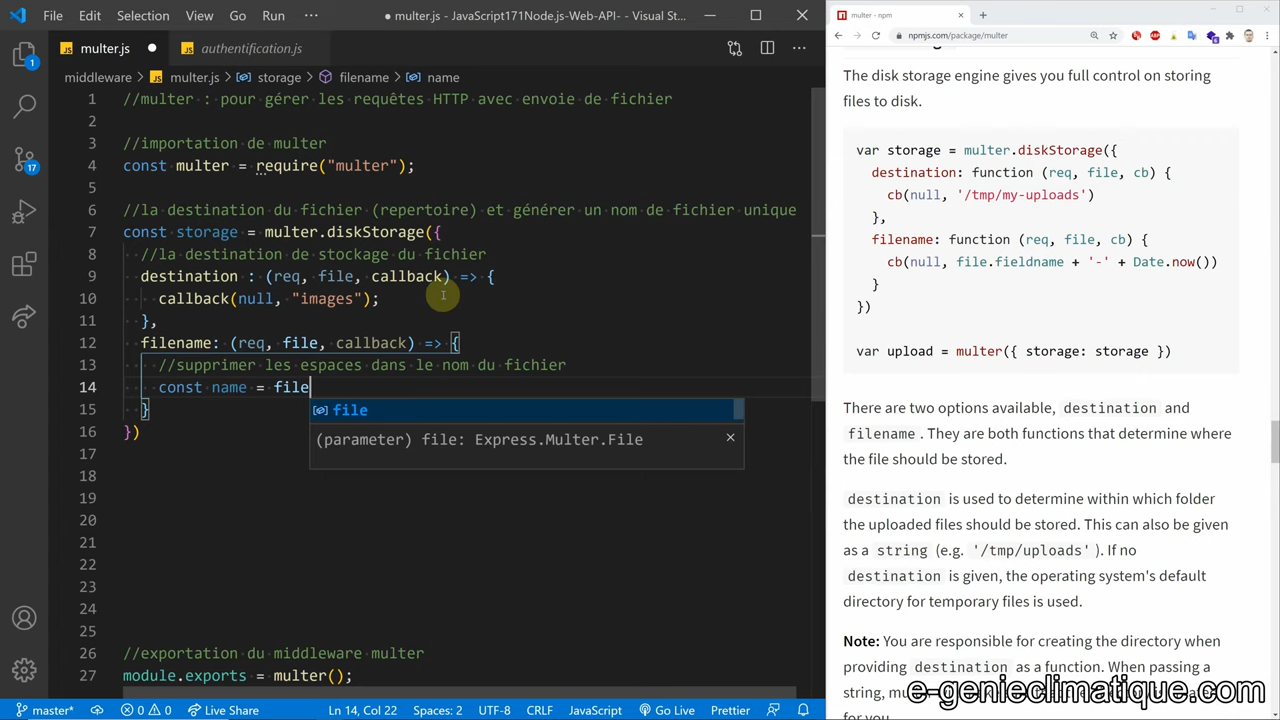 File Edit Selection View Go Run ··· ● multer.js - JavaScript171Node.js-Web-API- - Visual St...
multer - npm
multer.js ● authentification.js ···
npmjs.com/package/multer
middleware > multer.js > storage > filename > name
1 //multer : pour gérer les requêtes HTTP avec envoie de fichier
2
3 //importation de multer
4 const multer = require("multer");
5
6 //la destination du fichier (repertoire) et générer un nom de fichier unique
7 const storage = multer.diskStorage({
8 //la destination de stockage du fichier
9 destination : (req, file, callback) => {
10 callback(null, "images");
11 },
12 filename: (req, file, callback) => {
13 //supprimer les espaces dans le nom du fichier
14 const name = file
file
15 }
(parameter) file: Express.Multer.File
16 })
17
18
19
20
21
22
23
24
25
26 //exportation du middleware multer
27 module.exports = multer();
1
17
master* 0 0 Live Share Ln 14, Col 22 Spaces: 2 UTF-8 CRLF JavaScript Go Live Prettier
The disk storage engine gives you full control on storing
files to disk.
var storage = multer.diskStorage({
destination: function (req, file, cb) {
cb(null, '/tmp/my-uploads')
},
filename: function (req, file, cb) {
cb(null, file.fieldname + '-' + Date.now())
}
})
var upload = multer({ storage: storage })
There are two options available, destination and
filename . They are both functions that determine where
the file should be stored.
destination is used to determine within which folder
the uploaded files should be stored. This can also be given
as a string (e.g. '/tmp/uploads' ). If no
destination is given, the operating system's default
directory for temporary files is used.
Note: You are responsible for creating the directory when
providing destination as a function. When passing a
string, mu
for you.
e-genieclimatique.com